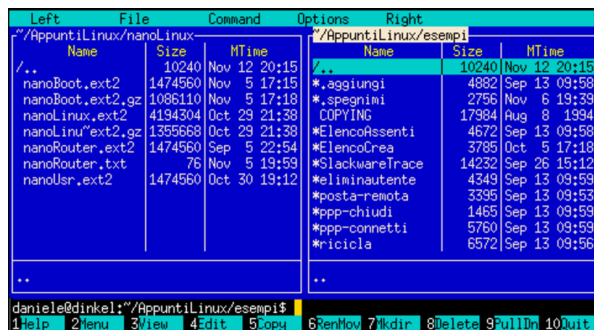 Left File Command Options Right
~/AppuntiLinux/nanoLinux
Name Size MTime
/.. 10240 Nov 12 20:15
nanoBoot.ext2 1474560 Nov 5 17:15
nanoBoot.ext2.gz 1086110 Nov 5 17:18
nanoLinux.ext2 4194304 Oct 29 21:38
nanoLinu~ext2.gz 1355668 Oct 29 21:38
nanoRouter.ext2 1474560 Sep 5 22:54
nanoRouter.txt 76 Nov 5 19:59
nanoUsr.ext2 1474560 Oct 30 19:12
..
~/AppuntiLinux/esempi
Name Size MTime
/.. 10240 Nov 12 20:15
*.aggiungi 4882 Sep 13 09:58
*.spegnimi 2756 Nov 6 19:39
COPYING 17984 Aug 8 1994
*ElencoAssenti 4672 Sep 13 09:58
*ElencoCrea 3785 Oct 5 17:18
*SlackwareTrace 14232 Sep 26 15:12
*eliminautente 4349 Sep 13 09:59
*posta-remota 3395 Sep 13 09:53
*ppp-chiudi 1465 Sep 13 09:59
*ppp-connetti 5760 Sep 13 09:59
*ricicla 6572 Sep 13 09:56
..
daniele@dinkel:~/AppuntiLinux/esempi$
1Help 2Menu 3View 4Edit 5Copy 6RenMov 7Mkdir 8Delete 9PullDn 10Quit